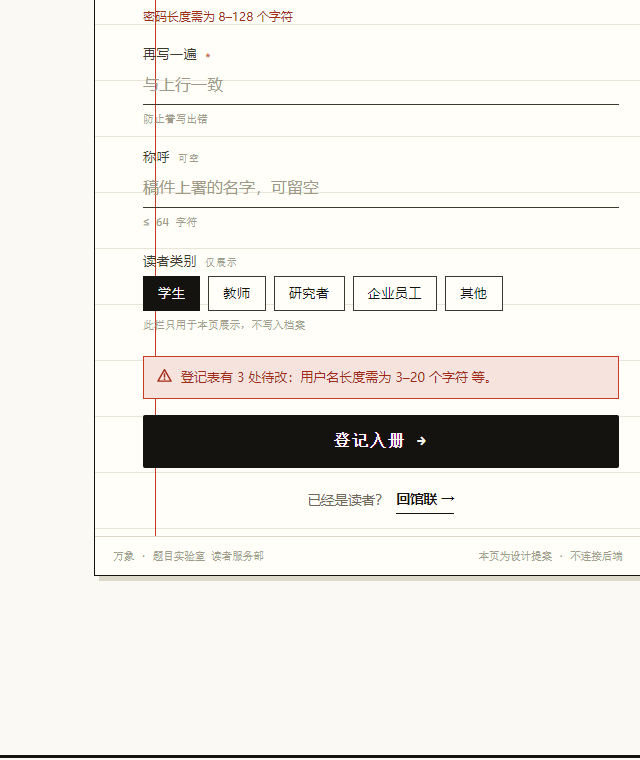 密码长度需为 8–128 个字符
再写一遍 *
与上行一致
防止誊写出错
称呼 可空
稿件上署的名字，可留空
≤ 64 字符
读者类别 仅展示
学生 教师 研究者 企业员工 其他
此栏只用于本页展示，不写入档案
登记表有 3 处待改：用户名长度需为 3–20 个字符 等。
登记入册 →
已经是读者？ 回馆联 →
万象 · 题目实验室 读者服务部 本页为设计提案 · 不连接后端